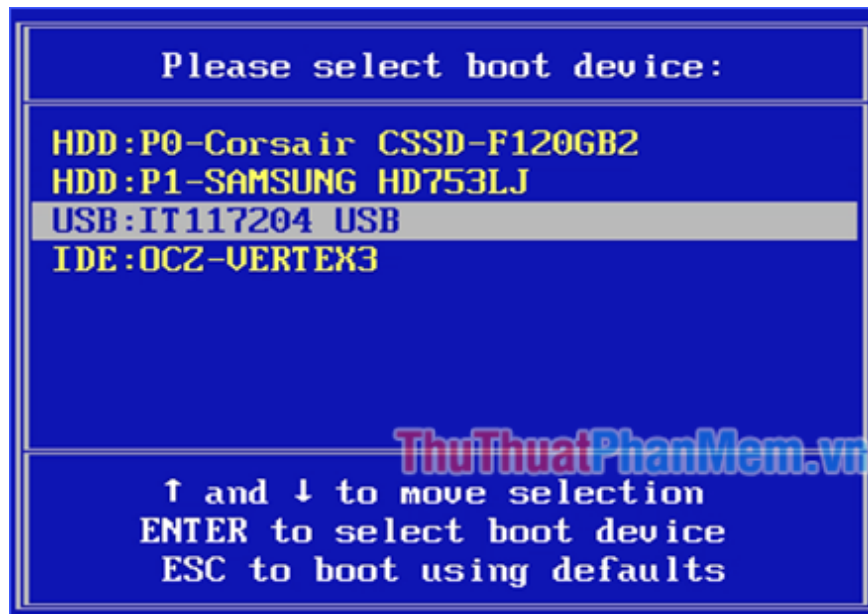 Please select boot device:
HDD:P0-Corsair CSSD-F120GB2
HDD:P1-SAMSUNG HD753LJ
USB:IT117204 USB
IDE:OCZ-VERTEX3
ThuThuatPhanMem.vn
↑ and ↓ to move selection
ENTER to select boot device
ESC to boot using defaults